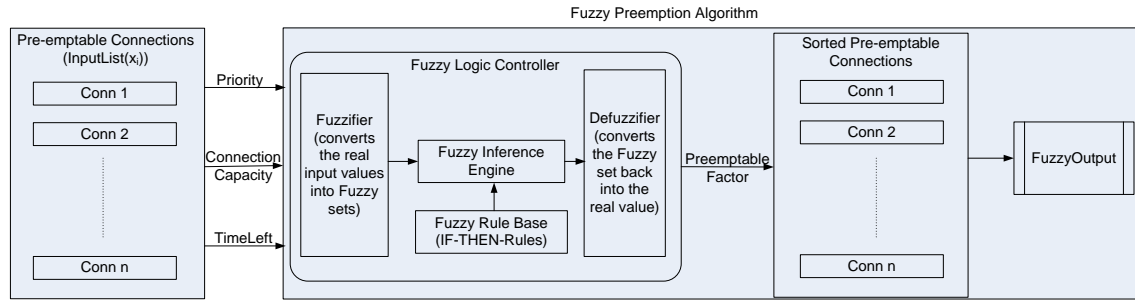 Fuzzy Preemption Algorithm
Pre-emptable Connections
(InputList(xi))
Conn 1
Conn 2
Conn n
Priority
Connection
Capacity
TimeLeft
Fuzzy Logic Controller
Fuzzifier
(converts
the real
input values
into Fuzzy
sets)
Fuzzy Inference
Engine
Fuzzy Rule Base
(IF-THEN-Rules)
Defuzzifier
(converts
the Fuzzy
set back
into the
real value)
Preemptable
Factor
Sorted Pre-emptable
Connections
Conn 1
Conn 2
Conn n
FuzzyOutput